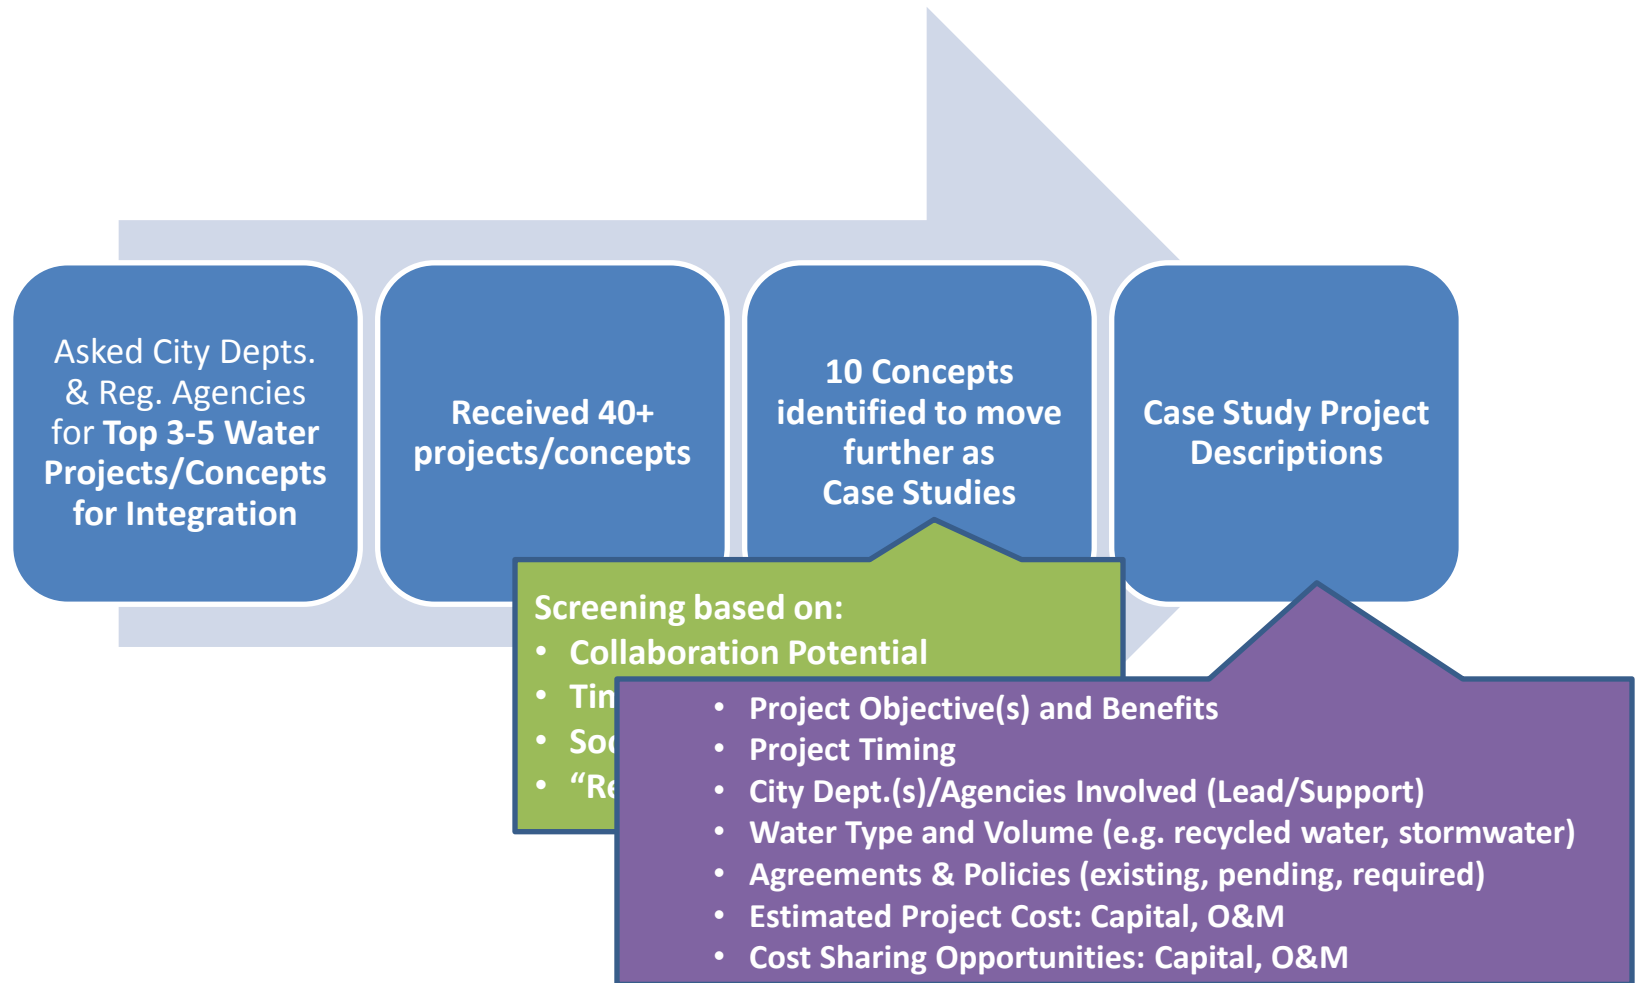 Asked City Depts.
& Reg. Agencies
for Top 3-5 Water
Projects/Concepts
for Integration
Received 40+
projects/concepts
10 Concepts
identified to move
further as
Case Studies
Case Study Project
Descriptions
Screening based on:
• Collaboration Potential
•
•
•
• Project Objective(s) and Benefits
• Project Timing
• City Dept.(s)/Agencies Involved (Lead/Support)
• Water Type and Volume (e.g. recycled water, stormwater)
• Agreements & Policies (existing, pending, required)
• Estimated Project Cost: Capital, O&M
• Cost Sharing Opportunities: Capital, O&M